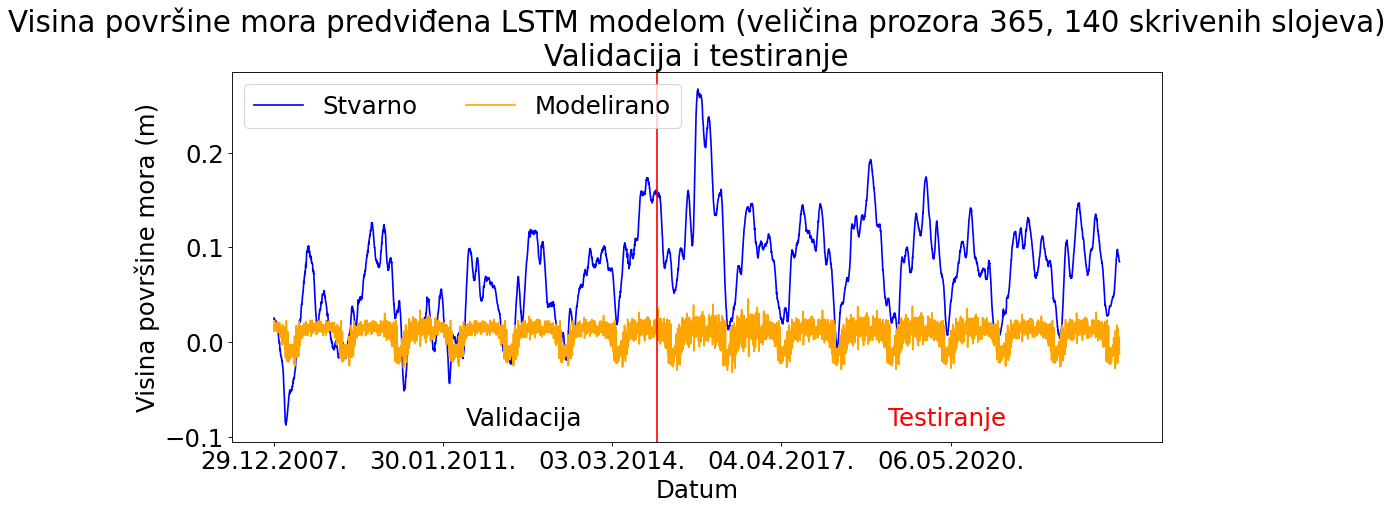 Visina površine mora predviđena LSTM modelom (veličina prozora 365, 140 skrivenih slojeva)
Validacija i testiranje
Stvarno
Modelirano
Visina površine mora (m)
0.2
0.1
0.0
−0.1
Validacija
Testiranje
29.12.2007.
30.01.2011.
03.03.2014.
04.04.2017.
06.05.2020.
Datum